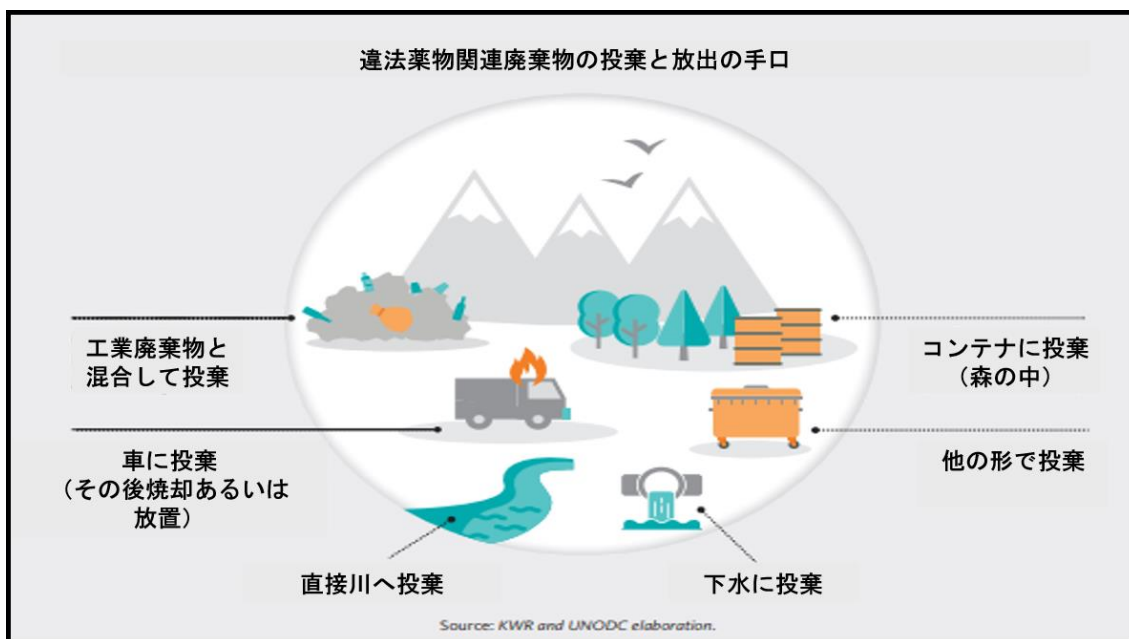 違法薬物関連廃棄物の投棄と放出の手口
工業廃棄物と
混合して投棄
コンテナに投棄
（森の中）
車に投棄
（その後焼却あるいは
放置）
他の形で投棄
直接川へ投棄
下水に投棄
Source: KWR and UNODC elaboration.